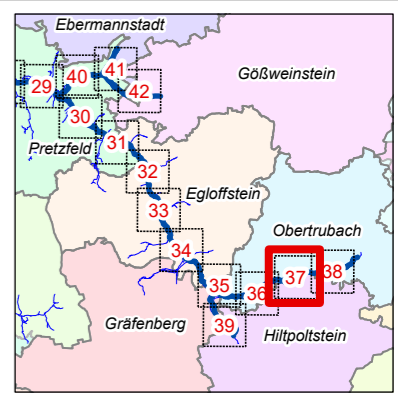 Ebermannstadt
29
40
41
42
Gößweinstein
30
Pretzfeld
31
32
Egloffstein
33
34
Obertrubach
35
36
37
38
Gräfenberg
39
Hiltpoltstein